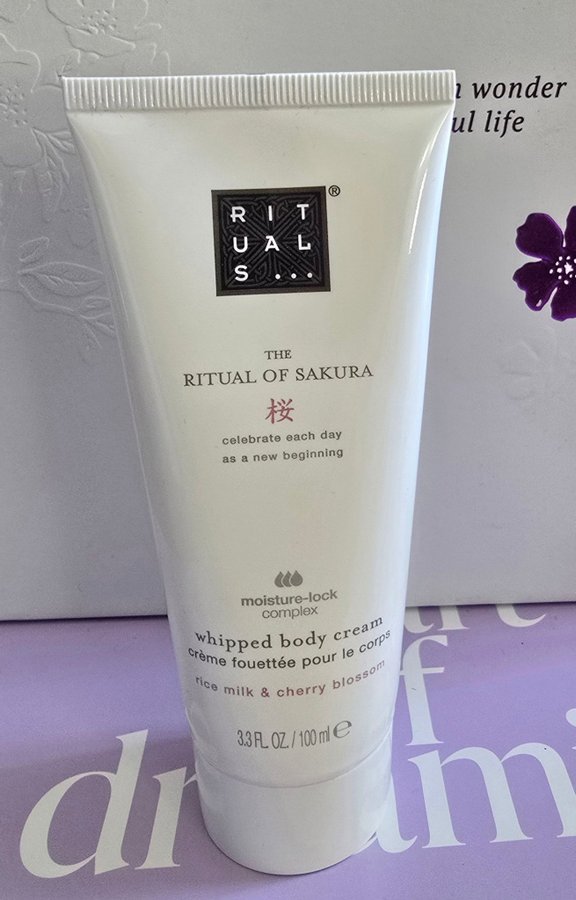 n wonder
ul life
RIT
UAL
S...®
THE
RITUAL OF SAKURA
桜
celebrate each day
as a new beginning
moisture-lock
complex
whipped body cream
crème fouettée pour le corps
rice milk & cherry blossom
3.3 FL. OZ. / 100 ml ℮
of